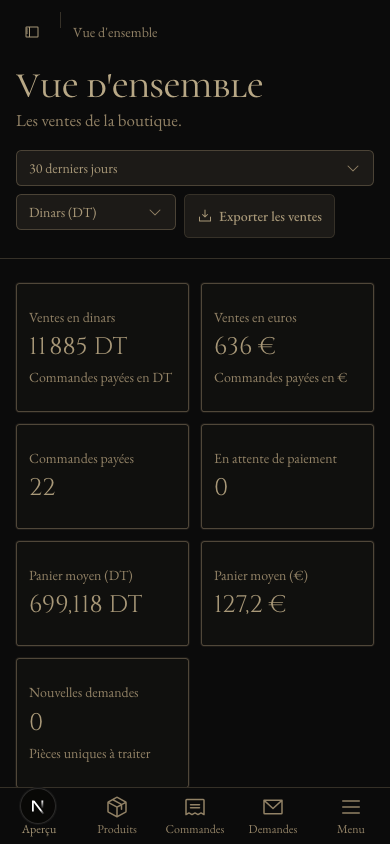 Vue d'ensemble
Vue d'ensemble
Les ventes de la boutique.
30 derniers jours
Dinars (DT)
Exporter les ventes
Ventes en dinars
11 885 DT
Commandes payées en DT
Ventes en euros
636 €
Commandes payées en €
Commandes payées
22
En attente de paiement
0
Panier moyen (DT)
699,118 DT
Panier moyen (€)
127,2 €
Nouvelles demandes
0
Pièces uniques à traiter
N
Aperçu
Produits
Commandes
Demandes
Menu